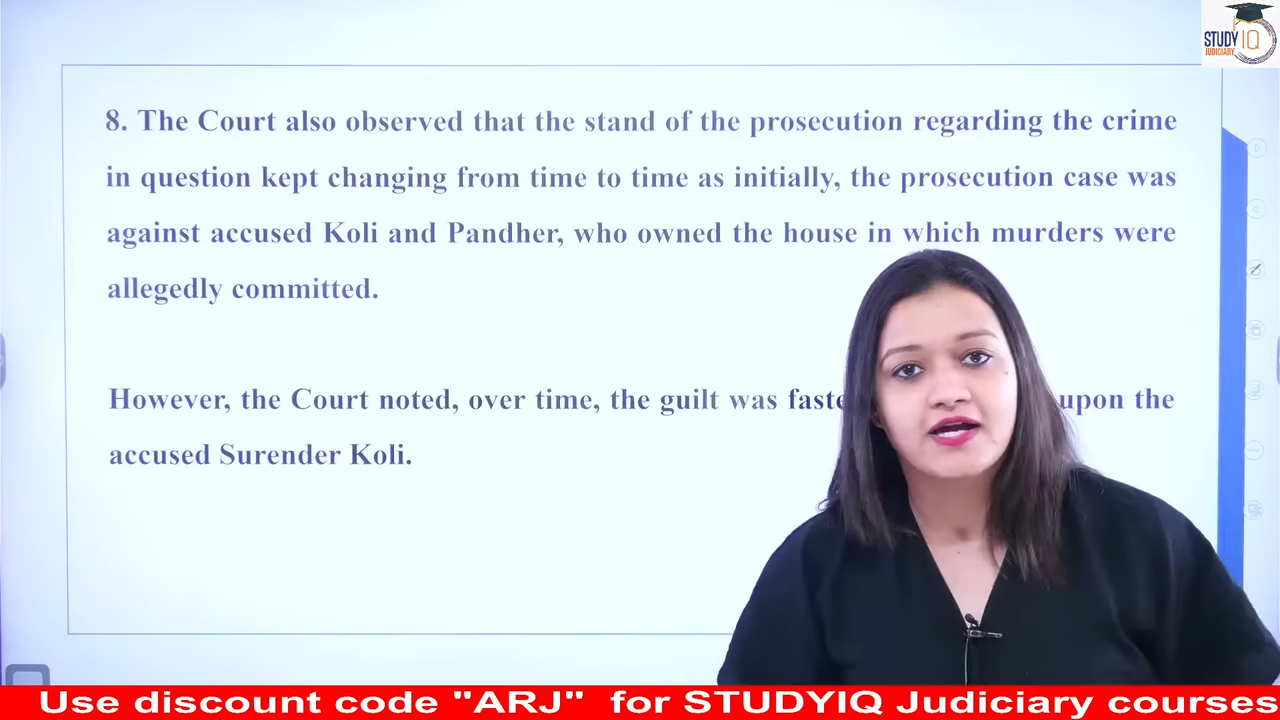 STUDY IQ
JUDICIARY
8. The Court also observed that the stand of the prosecution regarding the crime
in question kept changing from time to time as initially, the prosecution case was
against accused Koli and Pandher, who owned the house in which murders were
allegedly committed.
However, the Court noted, over time, the guilt was faste upon the
accused Surender Koli.
Use discount code "ARJ" for STUDYIQ Judiciary courses